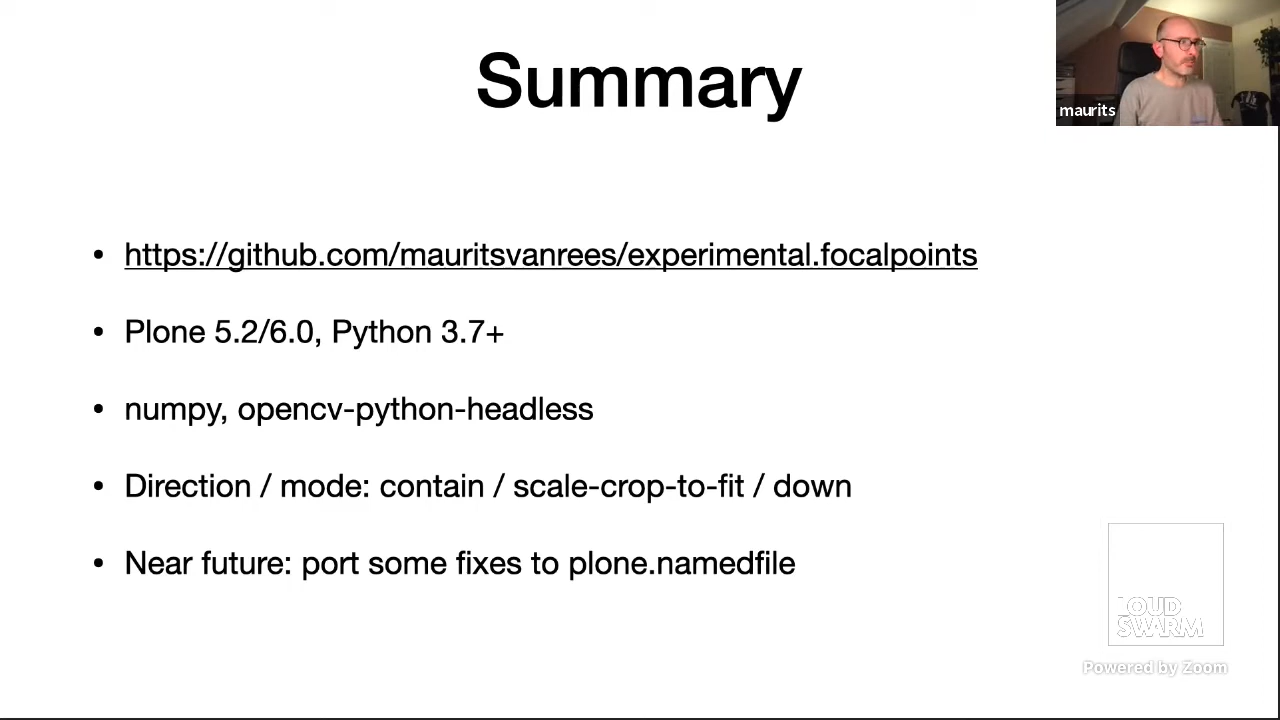 Summary
maurits
• https://github.com/mauritsvanrees/experimental.focalpoints
• Plone 5.2/6.0, Python 3.7+
• numpy, opencv-python-headless
• Direction / mode: contain / scale-crop-to-fit / down
• Near future: port some fixes to plone.namedfile
LOUD
SWARM
Powered by Zoom